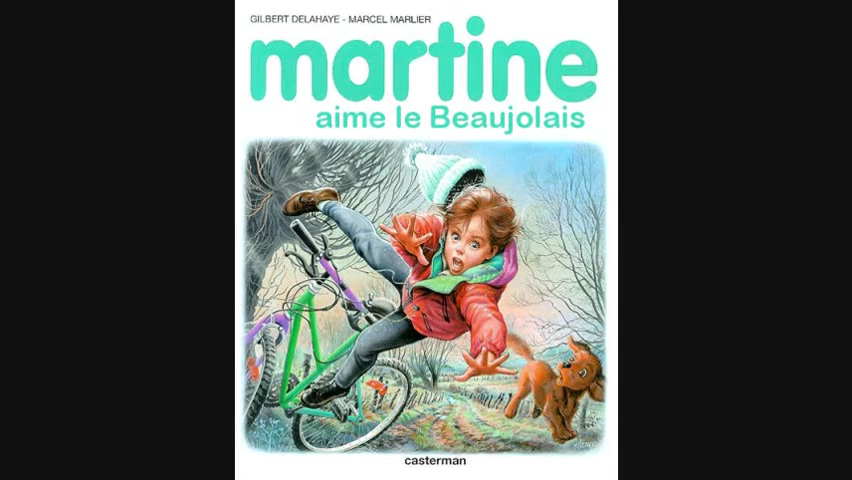 GILBERT DELAHAYE - MARCEL MARLIER
martine
aime le Beaujolais
casterman